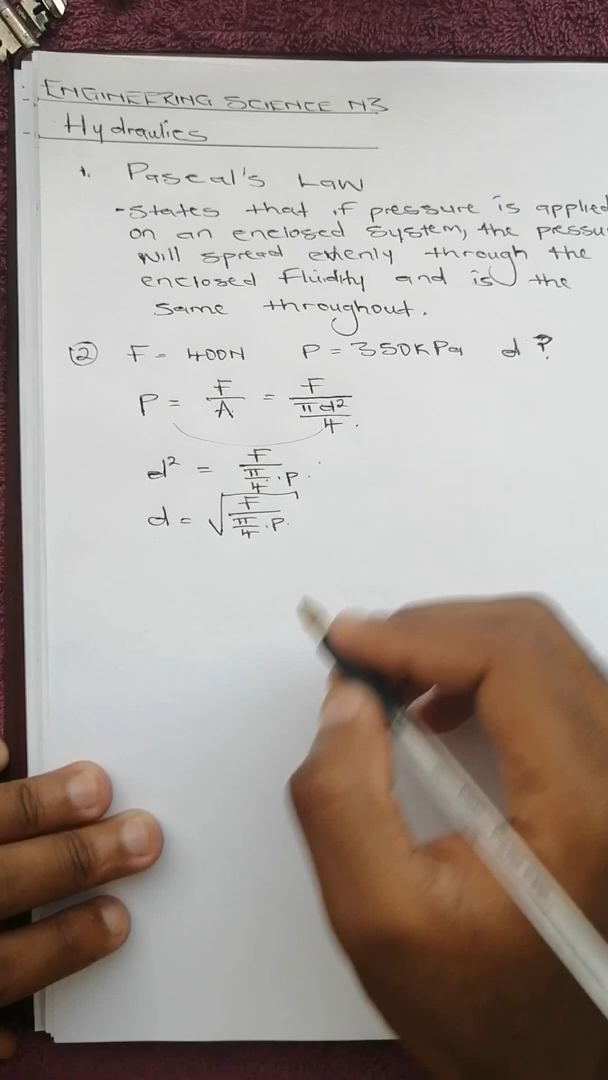 ENGINEERING SCIENCE N3
Hydraulics
1. Pascal's Law
-States that if pressure is applied
on an enclosed system, the pressu
will spread evenly through the
enclosed fluidity and is the
same throughout.
② F = 400N P = 350KPa d ?
P = F/A = F/(πd²/4).
d² = F/(π/4 · P).
d = √(F/(π/4 · P.))